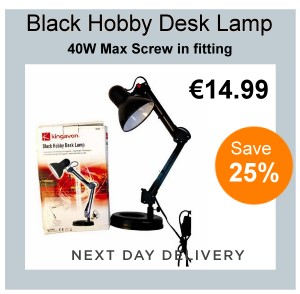 Black Hobby Desk Lamp
40W Max Screw in fitting
€14.99
Save
25%
kingavon
Black Hobby Desk Lamp
NEXT DAY DELIVERY